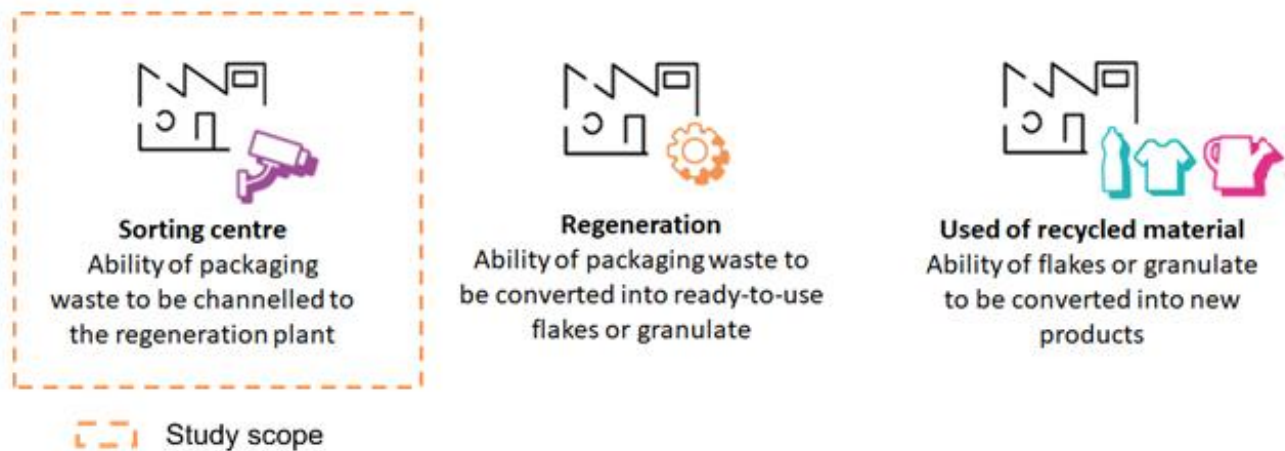 Sorting centre
Ability of packaging
waste to be channelled to
the regeneration plant
Regeneration
Ability of packaging waste to
be converted into ready-to-use
flakes or granulate
Used of recycled material
Ability of flakes or granulate
to be converted into new
products
Study scope